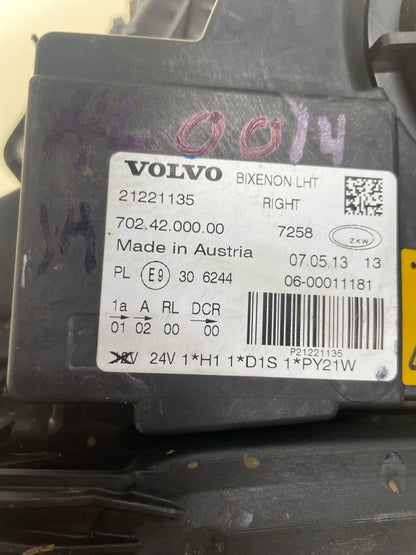 0014
VOLVO BIXENON LHT
21221135 RIGHT
702.42.000.00 7258 ZKW
Made in Austria 07.05.13 13
PL E9 30 6244 06-00011181
1a A RL DCR
01 02 00 00
P21221135
24V 1*H1 1*D1S 1*PY21W